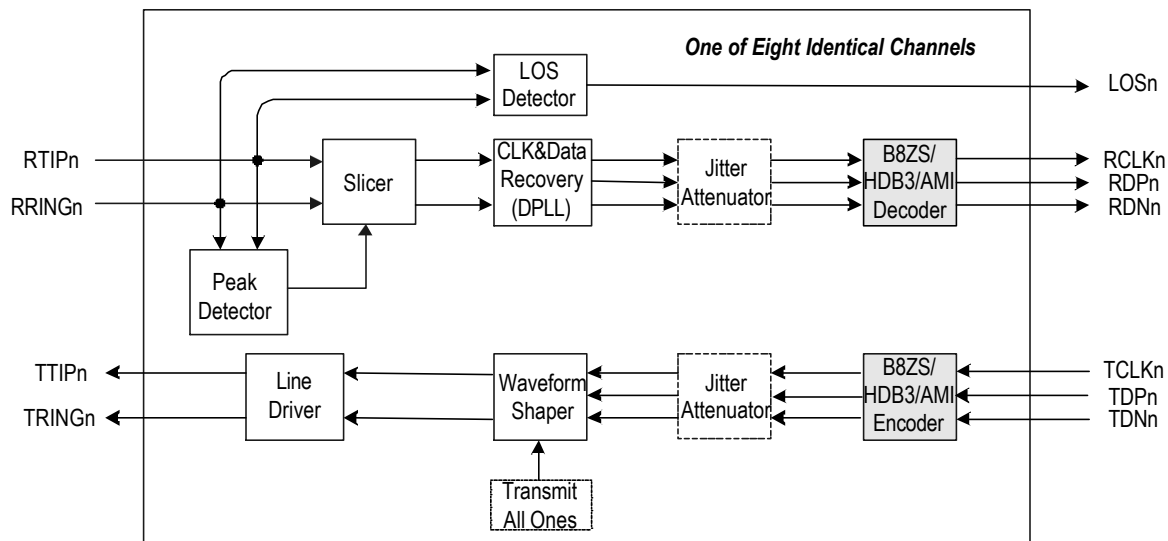 One of Eight Identical Channels
LOS
Detector
LOSn
RTIPn
RRINGn
Slicer
CLK&Data
Recovery
(DPLL)
Jitter
Attenuator
B8ZS/
HDB3/AMI
Decoder
RCLKn
RDPn
RDNn
Peak
Detector
TTIPn
TRINGn
Line
Driver
Waveform
Shaper
Jitter
Attenuator
B8ZS/
HDB3/AMI
Encoder
TCLKn
TDPn
TDNn
Transmit
All Ones